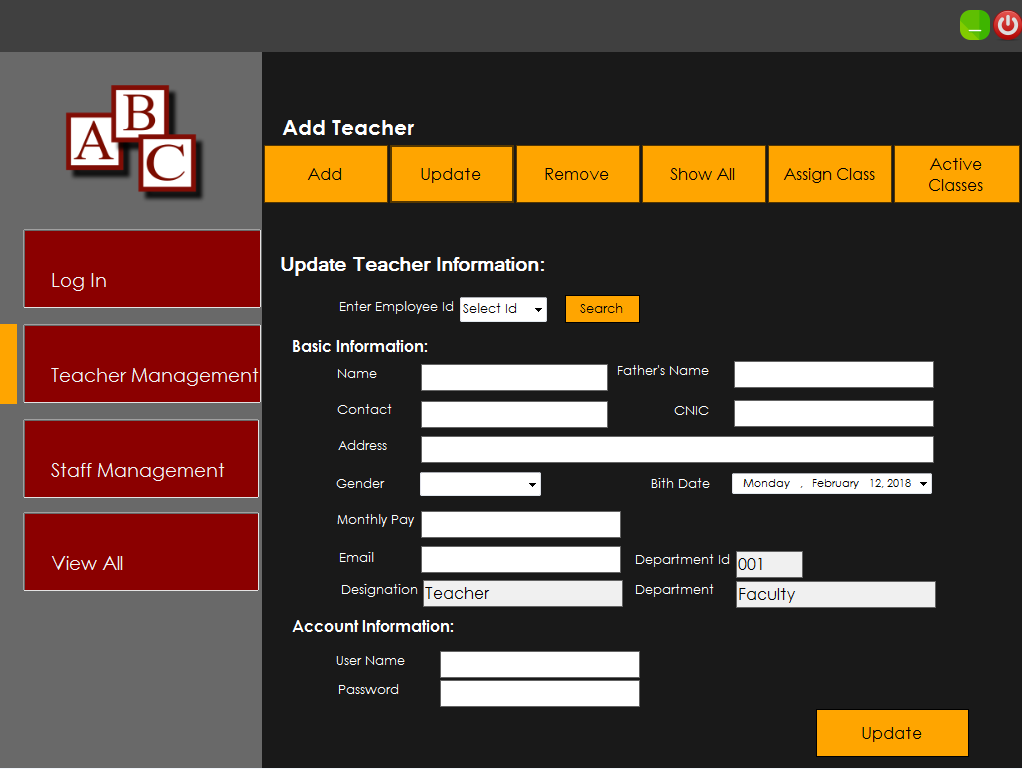 A B C
Log In
Teacher Management
Staff Management
View All
Add Teacher
Add Update Remove Show All Assign Class Active Classes
Update Teacher Information:
Enter Employee Id Select Id Search
Basic Information:
Name Father's Name
Contact CNIC
Address
Gender Bith Date Monday , February 12, 2018
Monthly Pay
Email Department Id 001
Designation Teacher Department Faculty
Account Information:
User Name
Password
Update